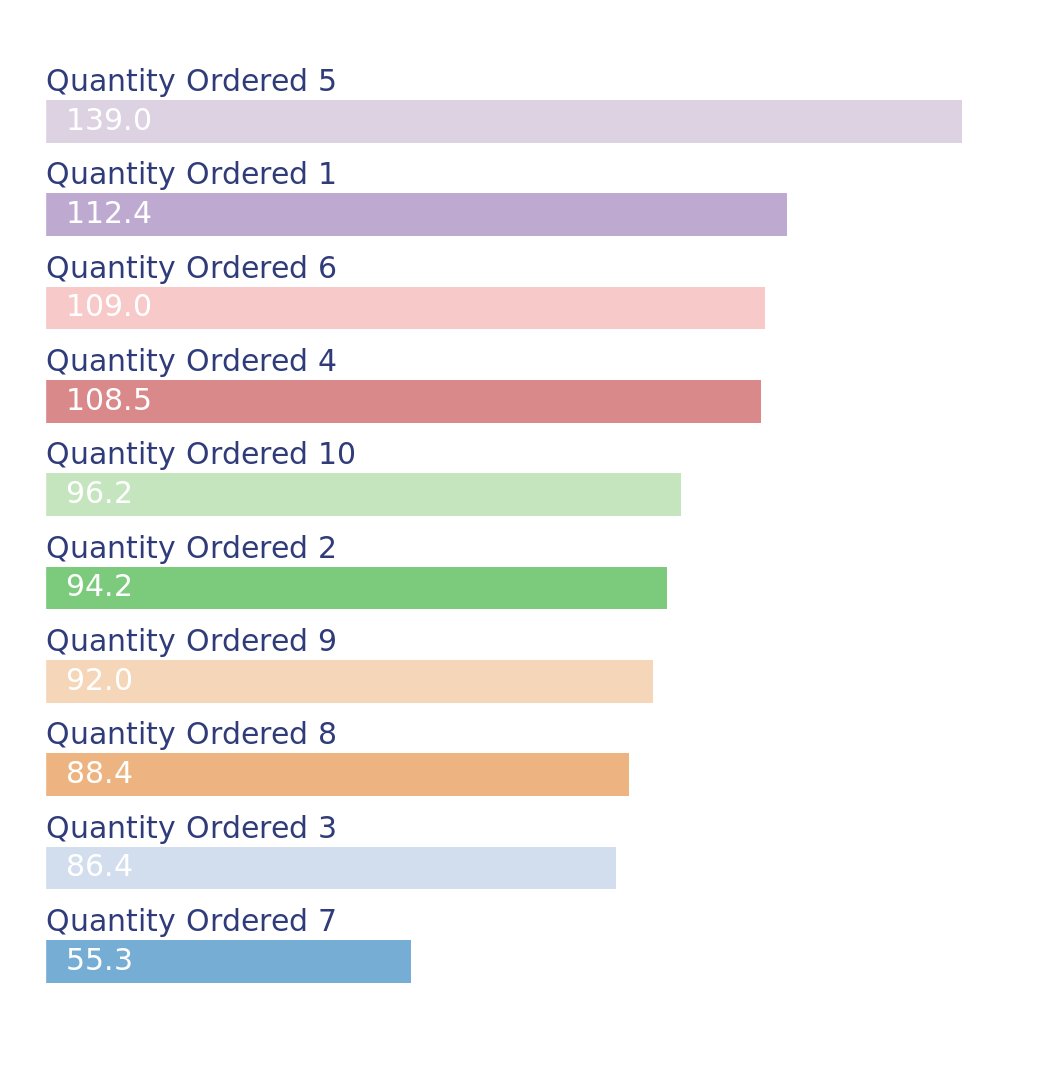 Quantity Ordered 5
139.0
Quantity Ordered 1
112.4
Quantity Ordered 6
109.0
Quantity Ordered 4
108.5
Quantity Ordered 10
96.2
Quantity Ordered 2
94.2
Quantity Ordered 9
92.0
Quantity Ordered 8
88.4
Quantity Ordered 3
86.4
Quantity Ordered 7
55.3